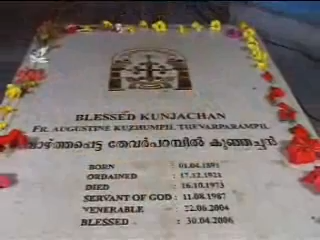 BLESSED KUNJACHAN
FR. AUGUSTINE KUZHUMPIL THEVARPARAMPIL
വാഴ്ത്തപ്പെട്ട തേവർപറമ്പിൽ കുഞ്ഞച്ചൻ
BORN : 01.04.1891
ORDAINED : 17.12.1921
DIED : 16.10.1973
SERVANT OF GOD : 11.08.1987
VENERABLE : 22.06.2004
BLESSED : 30.04.2006